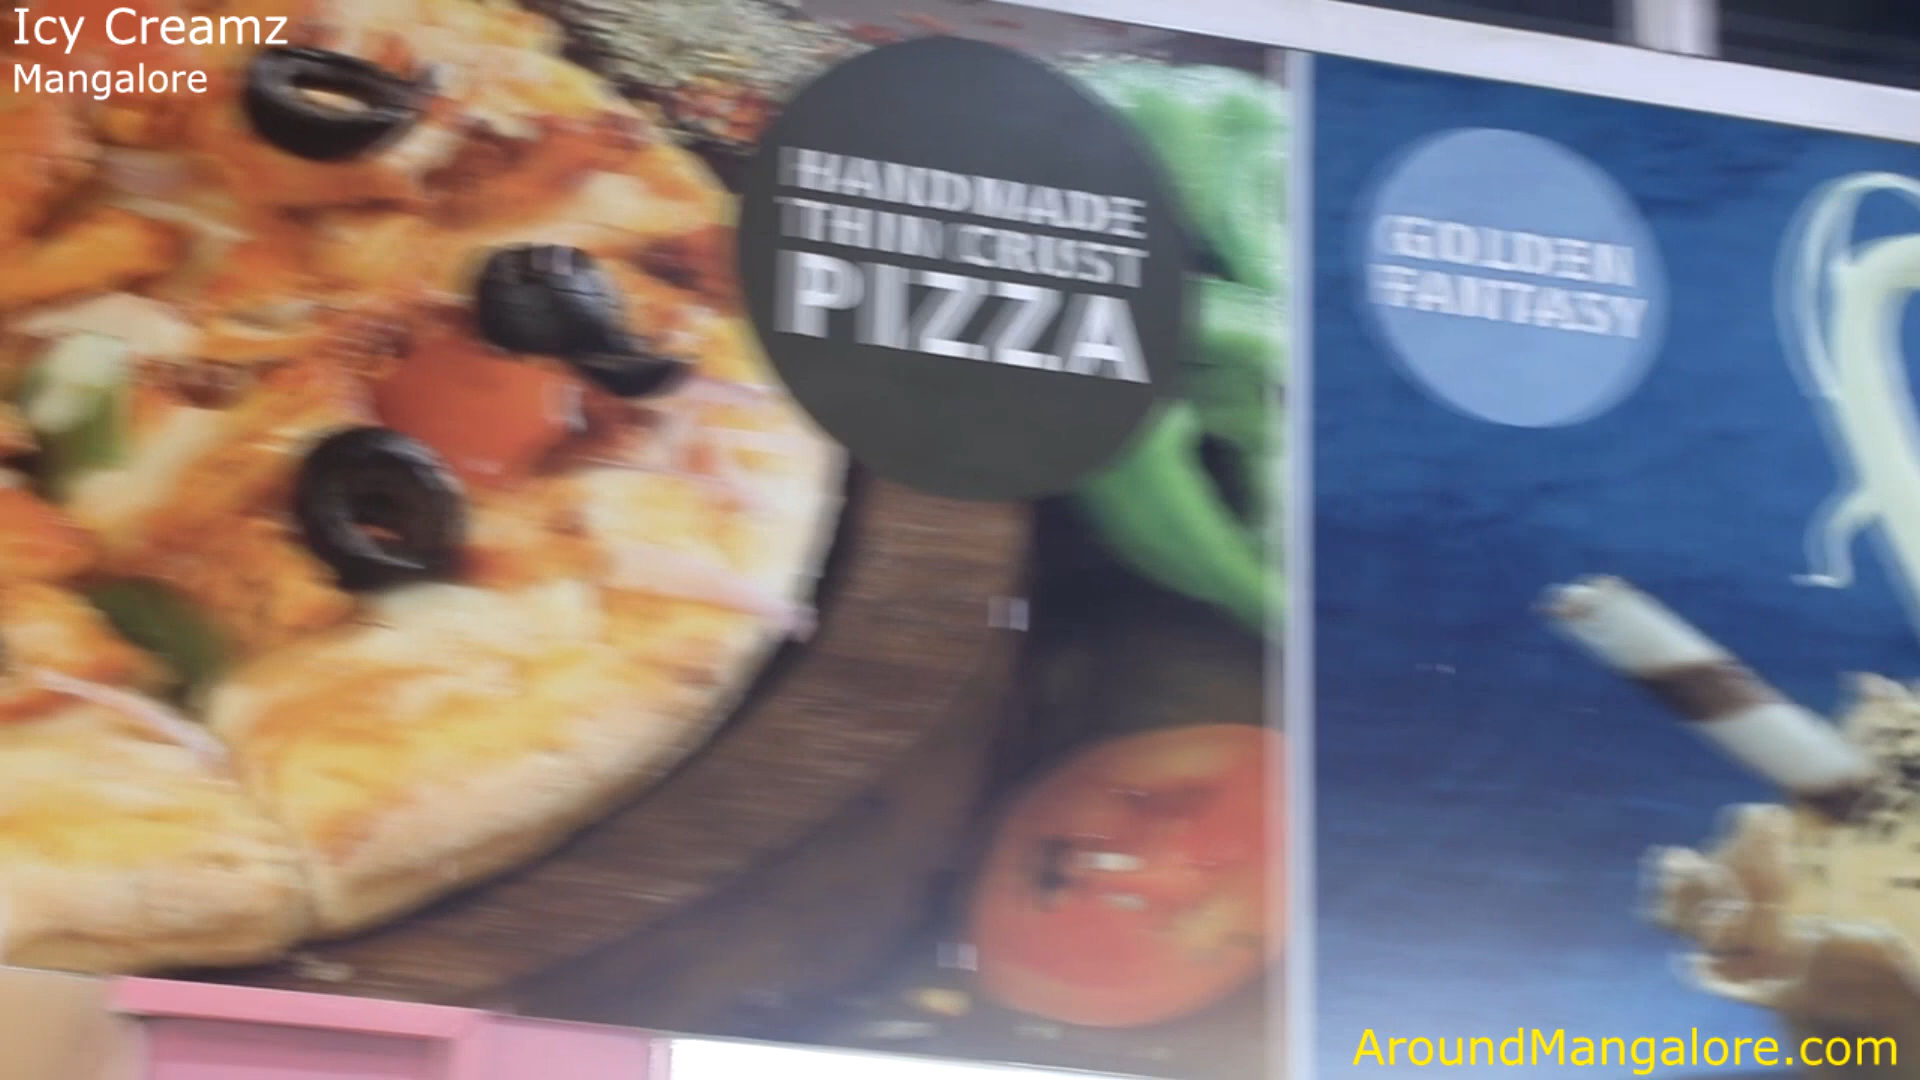 Icy Creamz
Mangalore
HANDMADE
THIN CRUST
PIZZA
GOLDEN
FANTASY
AroundMangalore.com